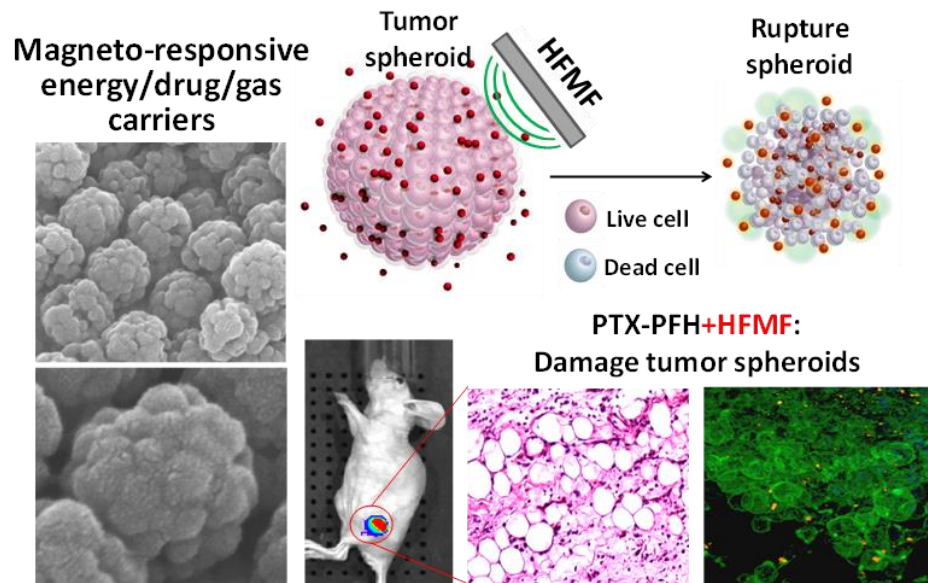 Magneto-responsive
energy/drug/gas
carriers
Tumor
spheroid
HFMF
Rupture
spheroid
Live cell
Dead cell
PTX-PFH+HFMF:
Damage tumor spheroids